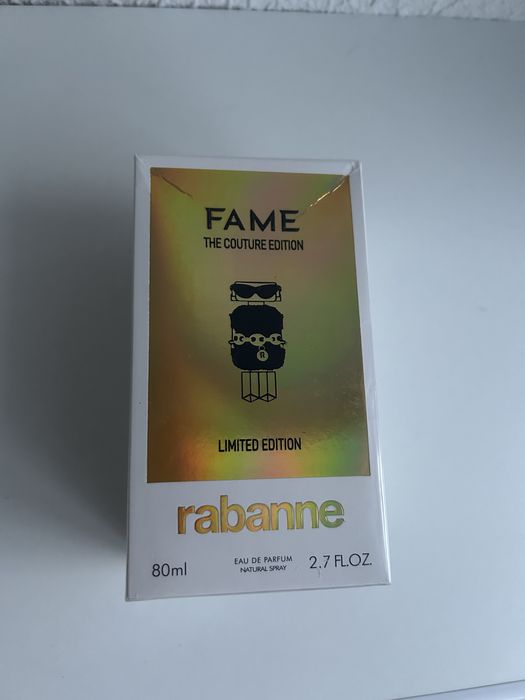 FAME
THE COUTURE EDITION
R
LIMITED EDITION
rabanne
80ml
EAU DE PARFUM
NATURAL SPRAY
2.7 FL.OZ.